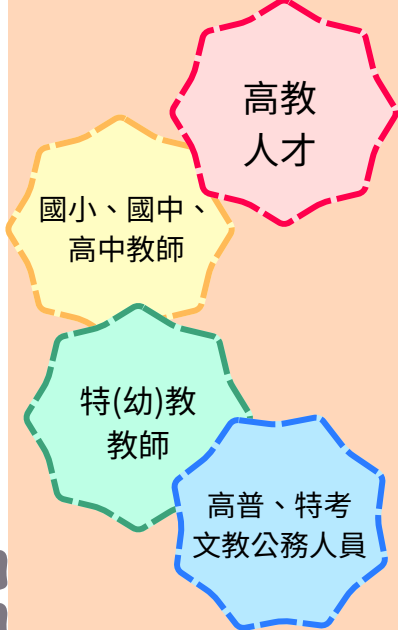 高教
人才
國小、國中、
高中教師
特(幼)教
教師
高普、特考
文教公務人員